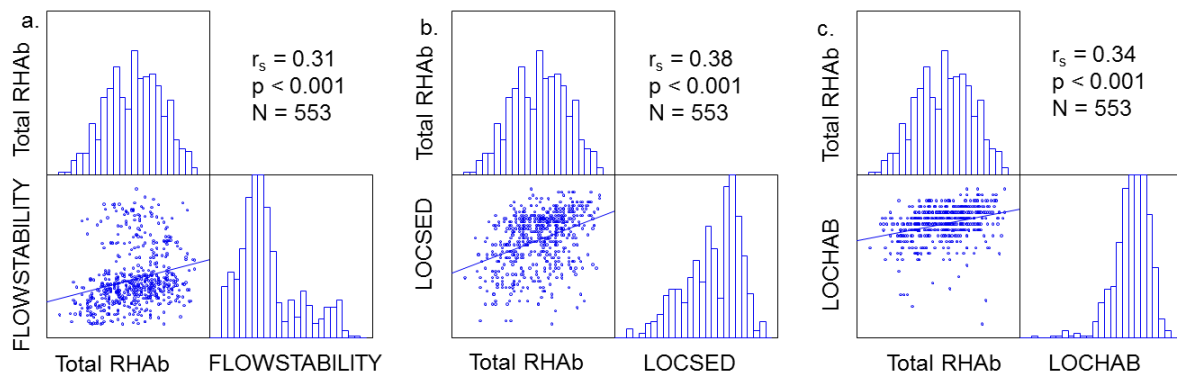 a.
Total RHAb
rs = 0.31
p < 0.001
N = 553
FLOWSTABILITY
Total RHAb
FLOWSTABILITY
b.
Total RHAb
rs = 0.38
p < 0.001
N = 553
LOCSED
Total RHAb
LOCSED
c.
Total RHAb
rs = 0.34
p < 0.001
N = 553
LOCHAB
Total RHAb
LOCHAB